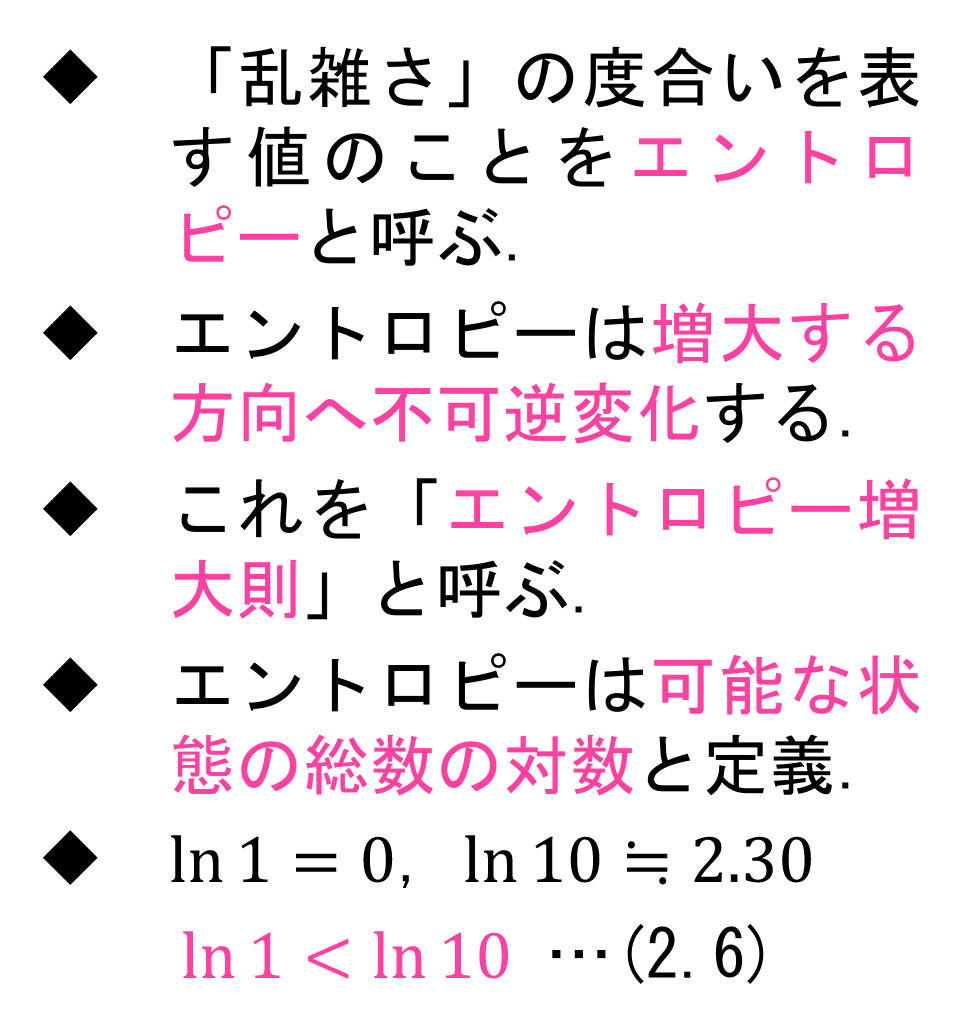 ◆ 「乱雑さ」の度合いを表
す値のことをエントロ
ピーと呼ぶ.
◆ エントロピーは増大する
方向へ不可逆変化する.
◆ これを「エントロピー増
大則」と呼ぶ.
◆ エントロピーは可能な状
態の総数の対数と定義.
◆ ln 1 = 0, ln 10 ≒ 2.30
ln 1 < ln 10 …(2.6)